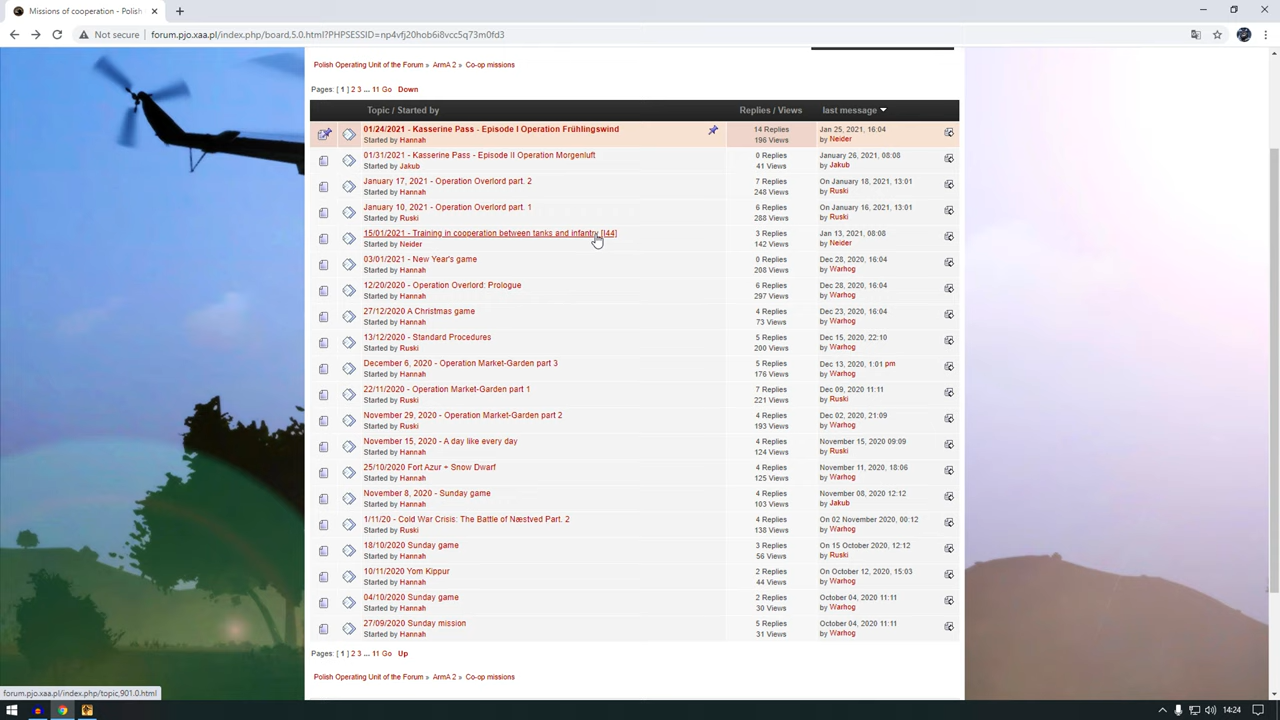 Missions of cooperation - Polish
Not secure
forum.pjo.xaa.pl/index.php/board.5.0.html?PHPSESSID=np4vfj20hob6i8vcc5q73m0fd3
Polish Operating Unit of the Forum » ArmA 2 » Co-op missions
Pages: [ 1 ] 2 3 ... 11 Go Down
Topic / Started by Replies / Views last message
01/24/2021 - Kasserine Pass - Episode I Operation Frühlingswind 14 Replies Jan 25, 2021, 16:04
Started by Hannah 196 Views by Neider
01/31/2021 - Kasserine Pass - Episode II Operation Morgenluft 0 Replies January 26, 2021, 08:08
Started by Jakub 41 Views by Jakub
January 17, 2021 - Operation Overlord part. 2 7 Replies On January 18, 2021, 13:01
Started by Hannah 248 Views by Ruski
January 10, 2021 - Operation Overlord part. 1 6 Replies On January 16, 2021, 13:01
Started by Ruski 288 Views by Ruski
15/01/2021 - Training in cooperation between tanks and infantry [I44] 3 Replies Jan 13, 2021, 08:08
Started by Neider 142 Views by Neider
03/01/2021 - New Year's game 0 Replies Dec 28, 2020, 16:04
Started by Hannah 208 Views by Warhog
12/20/2020 - Operation Overlord: Prologue 6 Replies Dec 28, 2020, 16:04
Started by Hannah 297 Views by Warhog
27/12/2020 A Christmas game 4 Replies Dec 23, 2020, 16:04
Started by Hannah 73 Views by Warhog
13/12/2020 - Standard Procedures 5 Replies Dec 15, 2020, 22:10
Started by Ruski 200 Views by Warhog
December 6, 2020 - Operation Market-Garden part 3 5 Replies Dec 13, 2020, 1:01 pm
Started by Hannah 176 Views by Warhog
22/11/2020 - Operation Market-Garden part 1 7 Replies Dec 09, 2020 11:11
Started by Ruski 221 Views by Ruski
November 29, 2020 - Operation Market-Garden part 2 4 Replies Dec 02, 2020, 21:09
Started by Ruski 193 Views by Warhog
November 15, 2020 - A day like every day 4 Replies November 15, 2020 09:09
Started by Hannah 124 Views by Ruski
25/10/2020 Fort Azur + Snow Dwarf 4 Replies November 11, 2020, 18:06
Started by Hannah 125 Views by Warhog
November 8, 2020 - Sunday game 4 Replies November 08, 2020 12:12
Started by Hannah 103 Views by Jakub
1/11/20 - Cold War Crisis: The Battle of Næstved Part. 2 4 Replies On 02 November 2020, 00:12
Started by Ruski 138 Views by Warhog
18/10/2020 Sunday game 3 Replies On 15 October 2020, 12:12
Started by Hannah 56 Views by Ruski
10/11/2020 Yom Kippur 2 Replies On October 12, 2020, 15:03
Started by Hannah 44 Views by Warhog
04/10/2020 Sunday game 2 Replies October 04, 2020 11:11
Started by Hannah 30 Views by Warhog
27/09/2020 Sunday mission 5 Replies October 04, 2020 11:11
Started by Hannah 31 Views by Warhog
Pages: [ 1 ] 2 3 ... 11 Go Up
Polish Operating Unit of the Forum » ArmA 2 » Co-op missions
forum.pjo.xaa.pl/index.php/topic,901.0.html
14:24